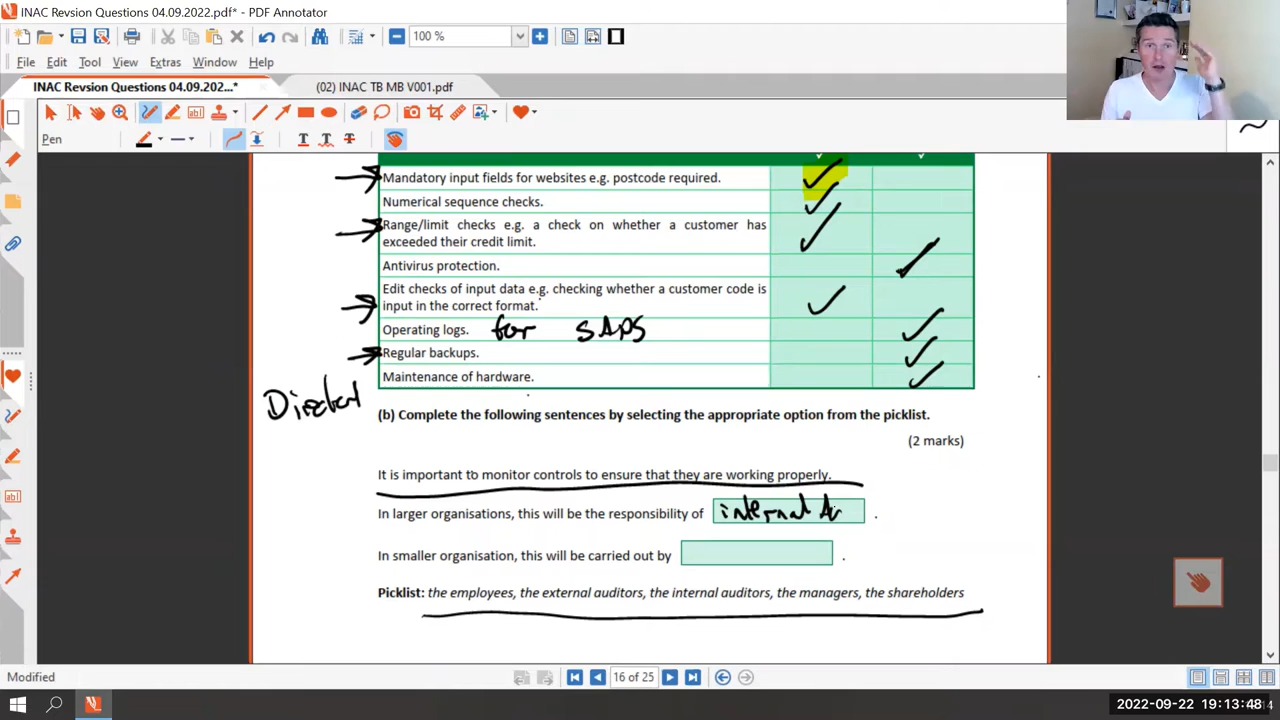 INAC Revision Questions 04.09.2022.pdf* - PDF Annotator
100 %
File Edit Tool View Extras Window Help
INAC Revsion Questions 04.09.202...* (02) INAC TB MB V001.pdf
Pen
Mandatory input fields for websites e.g. postcode required.
Numerical sequence checks.
Range/limit checks e.g. a check on whether a customer has
exceeded their credit limit.
Antivirus protection.
Edit checks of input data e.g. checking whether a customer code is
input in the correct format.
Operating logs. for SAPS
Regular backups.
Maintenance of hardware.
(b) Complete the following sentences by selecting the appropriate option from the picklist.
(2 marks)
It is important to monitor controls to ensure that they are working properly.
In larger organisations, this will be the responsibility of internal A .
In smaller organisation, this will be carried out by .
Picklist: the employees, the external auditors, the internal auditors, the managers, the shareholders
Modified 16 of 25
2022-09-22 19:13:48